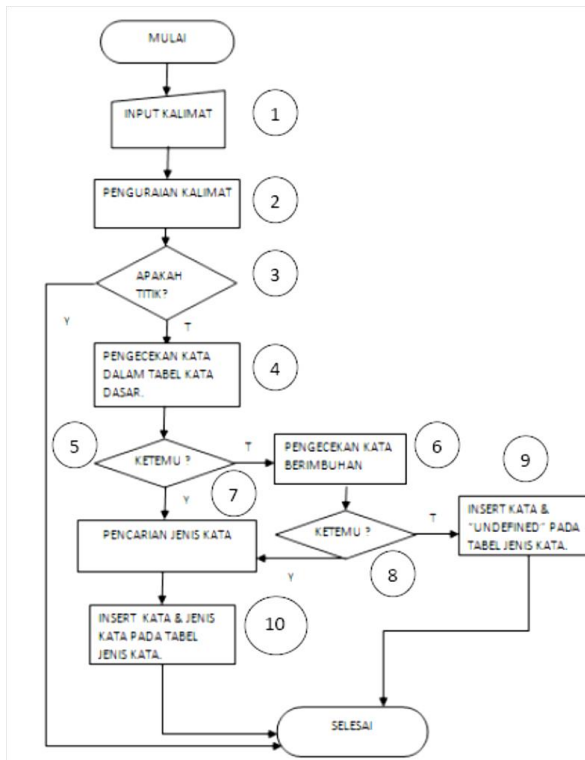 MULAI
INPUT KALIMAT
1
PENGURAIAN KALIMAT
2
APAKAH
TITIK?
3
Y
T
PENGECEKAN KATA
DALAM TABEL KATA
DASAR.
4
5
KETEMU ?
T
PENGECEKAN KATA
BERIMBUHAN
6
9
7
Y
PENCARIAN JENIS KATA
KETEMU ?
T
INSERT KATA &
"UNDEFINED" PADA
TABEL JENIS KATA.
Y
8
INSERT KATA & JENIS
KATA PADA TABEL
JENIS KATA.
10
SELESAI